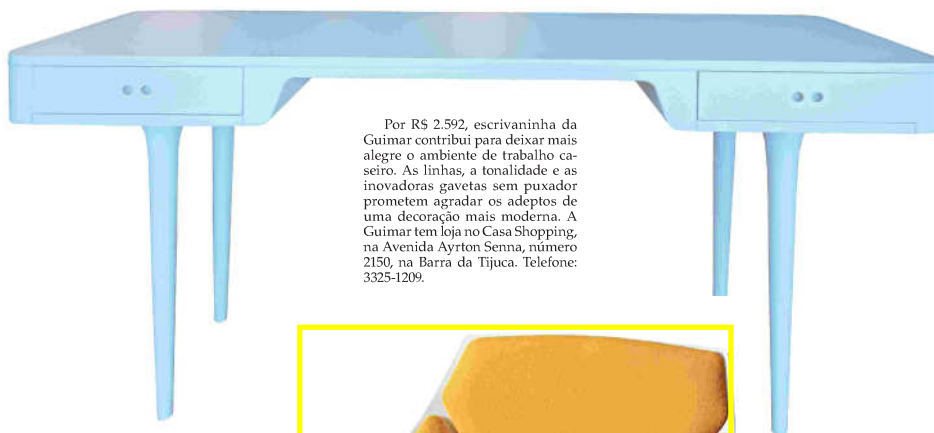 Por R$ 2.592, escrivaninha da
Guimar contribui para deixar mais
alegre o ambiente de trabalho ca-
seiro. As linhas, a tonalidade e as
inovadoras gavetas sem puxador
prometem agradar os adeptos de
uma decoração mais moderna. A
Guimar tem loja no Casa Shopping,
na Avenida Ayrton Senna, número
2150, na Barra da Tijuca. Telefone:
3325-1209.